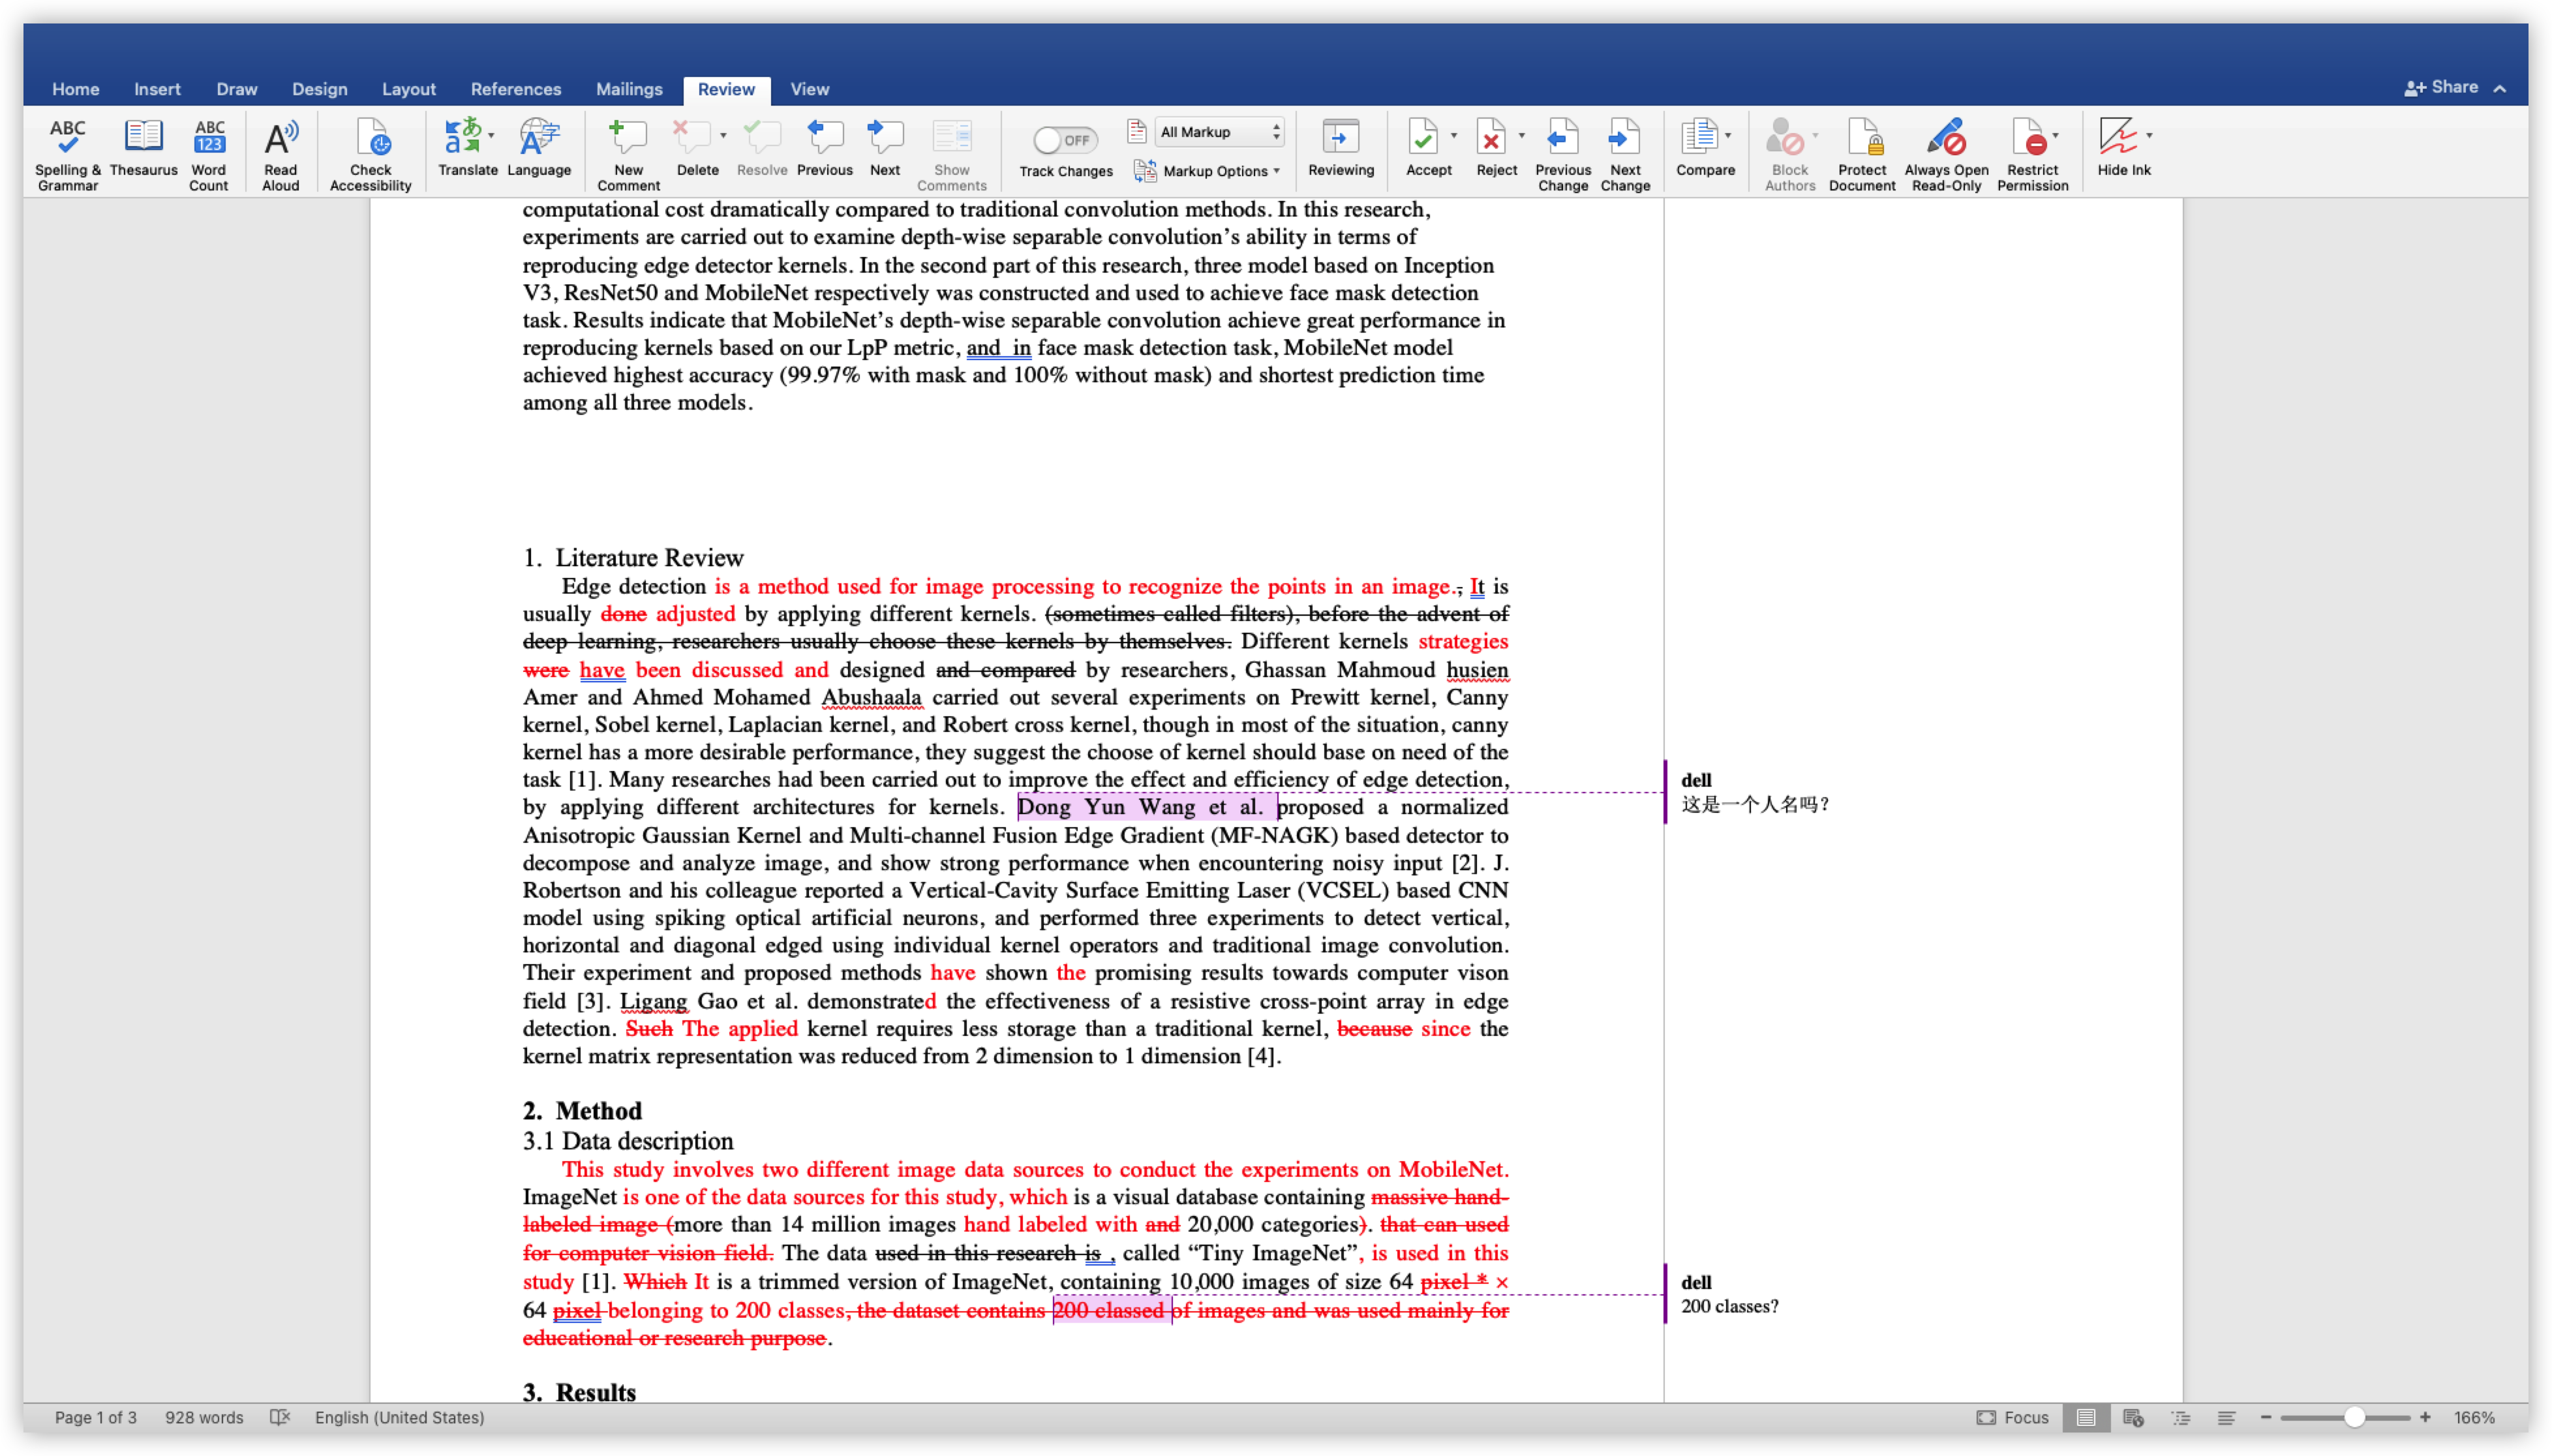 Home Insert Draw Design Layout References Mailings Review View Share
ABC ABC 123 A OFF All Markup
Spelling & Grammar Thesaurus Word Count Read Aloud Check Accessibility Translate Language New Comment Delete Resolve Previous Next Show Comments Track Changes Markup Options Reviewing Accept Reject Previous Change Next Change Compare Block Authors Protect Document Always Open Read-Only Restrict Permission Hide Ink
computational cost dramatically compared to traditional convolution methods. In this research,
experiments are carried out to examine depth-wise separable convolution’s ability in terms of
reproducing edge detector kernels. In the second part of this research, three model based on Inception
V3, ResNet50 and MobileNet respectively was constructed and used to achieve face mask detection
task. Results indicate that MobileNet’s depth-wise separable convolution achieve great performance in
reproducing kernels based on our LpP metric, and in face mask detection task, MobileNet model
achieved highest accuracy (99.97% with mask and 100% without mask) and shortest prediction time
among all three models.
1. Literature Review
Edge detection is a method used for image processing to recognize the points in an image.; It is
usually done adjusted by applying different kernels. (sometimes called filters), before the advent of
deep learning, researchers usually choose these kernels by themselves. Different kernels strategies
were have been discussed and designed and compared by researchers, Ghassan Mahmoud husien
Amer and Ahmed Mohamed Abushaala carried out several experiments on Prewitt kernel, Canny
kernel, Sobel kernel, Laplacian kernel, and Robert cross kernel, though in most of the situation, canny
kernel has a more desirable performance, they suggest the choose of kernel should base on need of the
task [1]. Many researches had been carried out to improve the effect and efficiency of edge detection,
by applying different architectures for kernels. Dong Yun Wang et al. proposed a normalized
Anisotropic Gaussian Kernel and Multi-channel Fusion Edge Gradient (MF-NAGK) based detector to
decompose and analyze image, and show strong performance when encountering noisy input [2]. J.
Robertson and his colleague reported a Vertical-Cavity Surface Emitting Laser (VCSEL) based CNN
model using spiking optical artificial neurons, and performed three experiments to detect vertical,
horizontal and diagonal edged using individual kernel operators and traditional image convolution.
Their experiment and proposed methods have shown the promising results towards computer vison
field [3]. Ligang Gao et al. demonstrated the effectiveness of a resistive cross-point array in edge
detection. Such The applied kernel requires less storage than a traditional kernel, because since the
kernel matrix representation was reduced from 2 dimension to 1 dimension [4].
dell
这是一个人名吗?
2. Method
3.1 Data description
This study involves two different image data sources to conduct the experiments on MobileNet.
ImageNet is one of the data sources for this study, which is a visual database containing massive hand-
labeled image (more than 14 million images hand labeled with and 20,000 categories). that can used
for computer vision field. The data used in this research is , called “Tiny ImageNet”, is used in this
study [1]. Which It is a trimmed version of ImageNet, containing 10,000 images of size 64 pixel * ×
64 pixel belonging to 200 classes, the dataset contains 200 classed of images and was used mainly for
educational or research purpose.
dell
200 classes?
3. Results
Page 1 of 3 928 words English (United States) Focus 166%